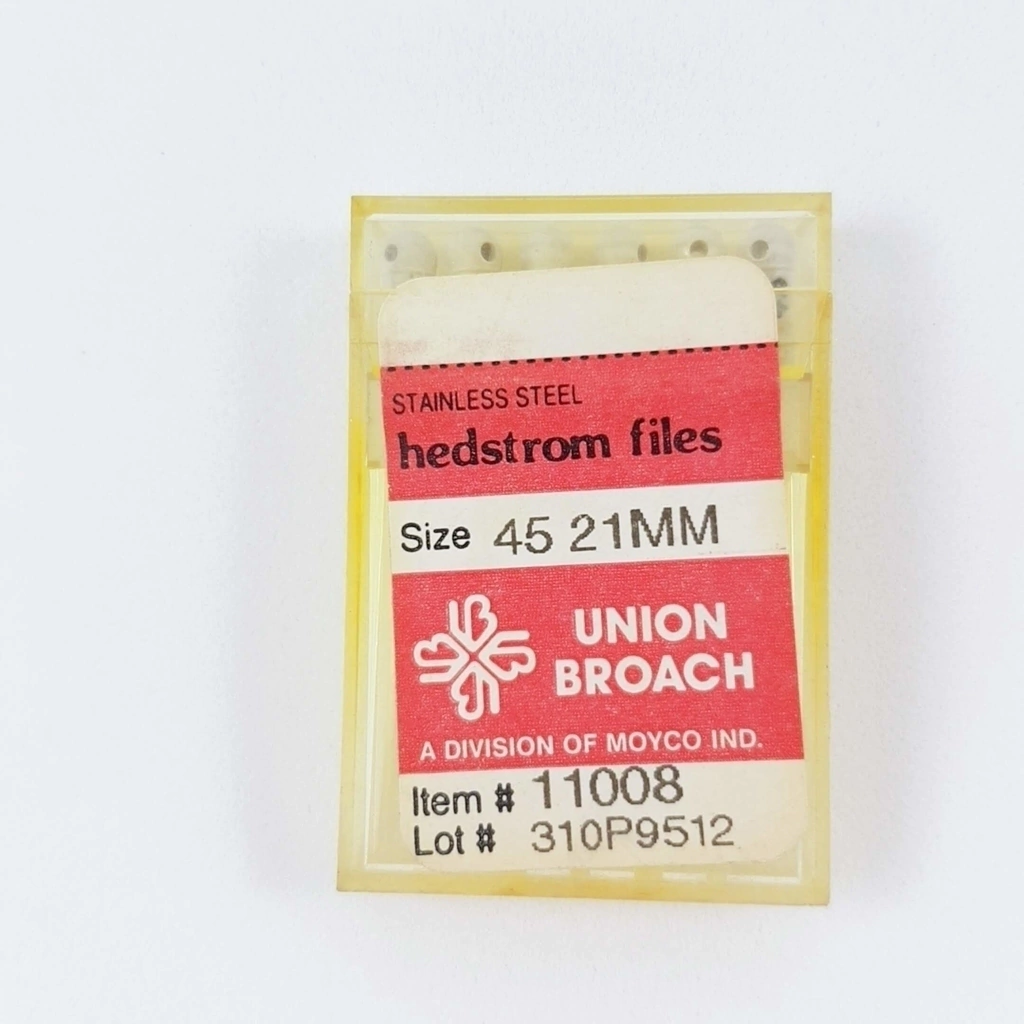 STAINLESS STEEL
hedstrom files
Size 45 21MM
UNION
BROACH
A DIVISION OF MOYCO IND.
Item # 11008
Lot # 310P9512